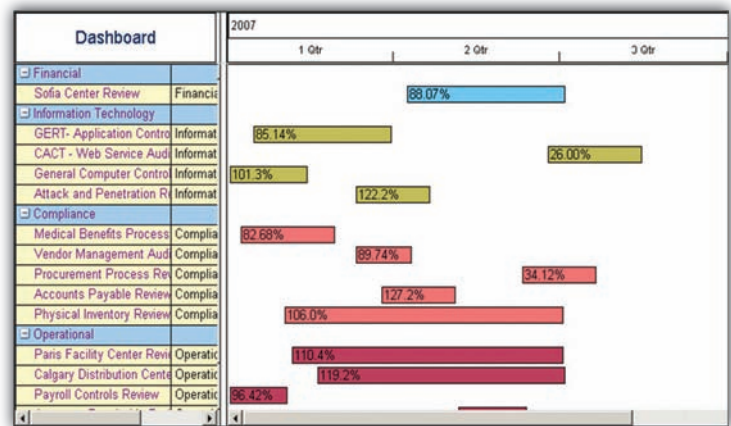 Dashboard
2007
1 Qtr 2 Qtr 3 Qtr
Financial
Sofia Center Review Financia 88.07%
Information Technology
GERT- Application Contro Informat 85.14%
CACT - Web Service Audi Informat 26.00%
General Computer Control Informat 101.3%
Attack and Penetration R Informat 122.2%
Compliance
Medical Benefits Process Complia 82.68%
Vendor Management Audi Complia 89.74%
Procurement Process Rev Complia 34.12%
Accounts Payable Review Complia 127.2%
Physical Inventory Review Complia 106.0%
Operational
Paris Facility Center Revi Operatio 110.4%
Calgary Distribution Cente Operatio 119.2%
Payroll Controls Review Operatio 96.42%